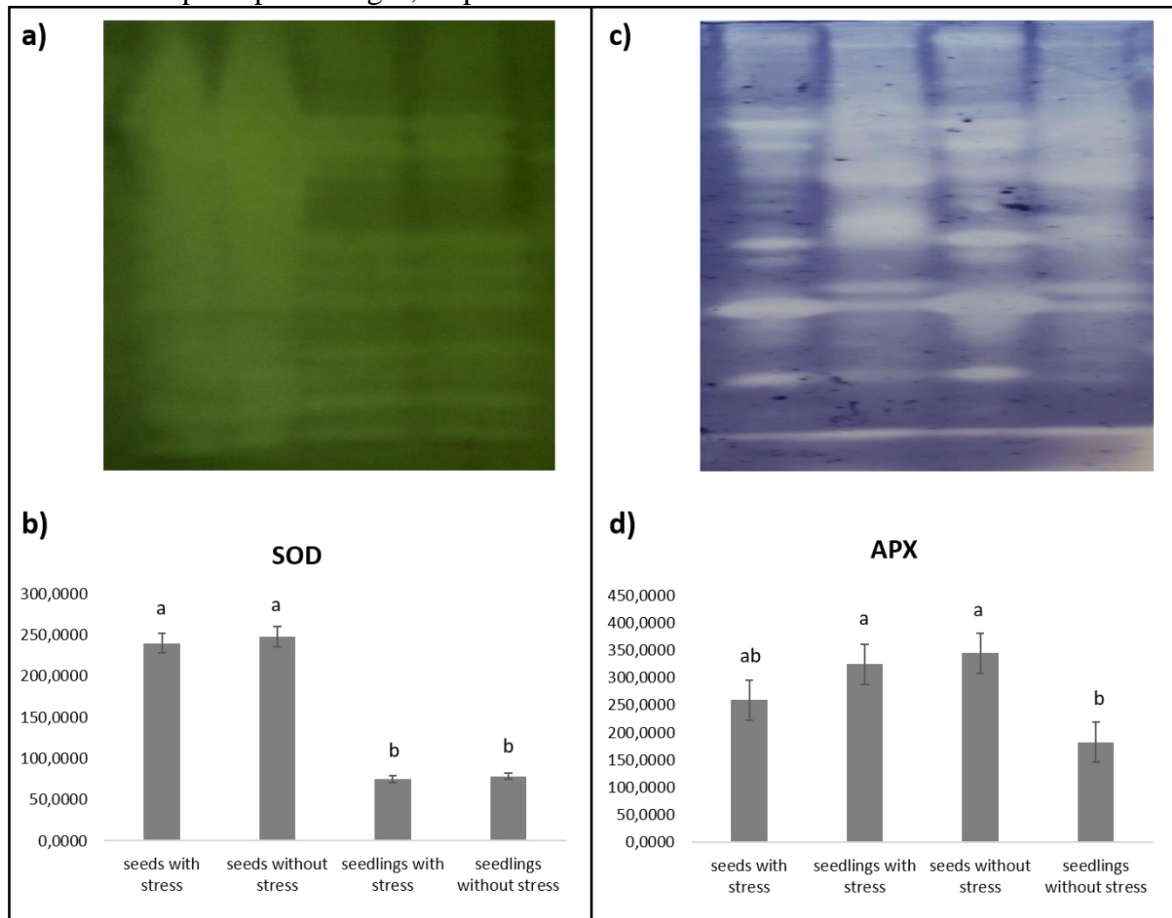 a)
b)
SOD
300,0000
250,0000
200,0000
150,0000
100,0000
50,0000
0,0000
a
a
b
b
seeds with
stress
seeds without
stress
seedlings with
stress
seedlings
without stress
c)
d)
APX
450,0000
400,0000
350,0000
300,0000
250,0000
200,0000
150,0000
100,0000
50,0000
0,0000
ab
a
a
b
seeds with
stress
seedlings with
stress
seeds without
stress
seedlings
without stress